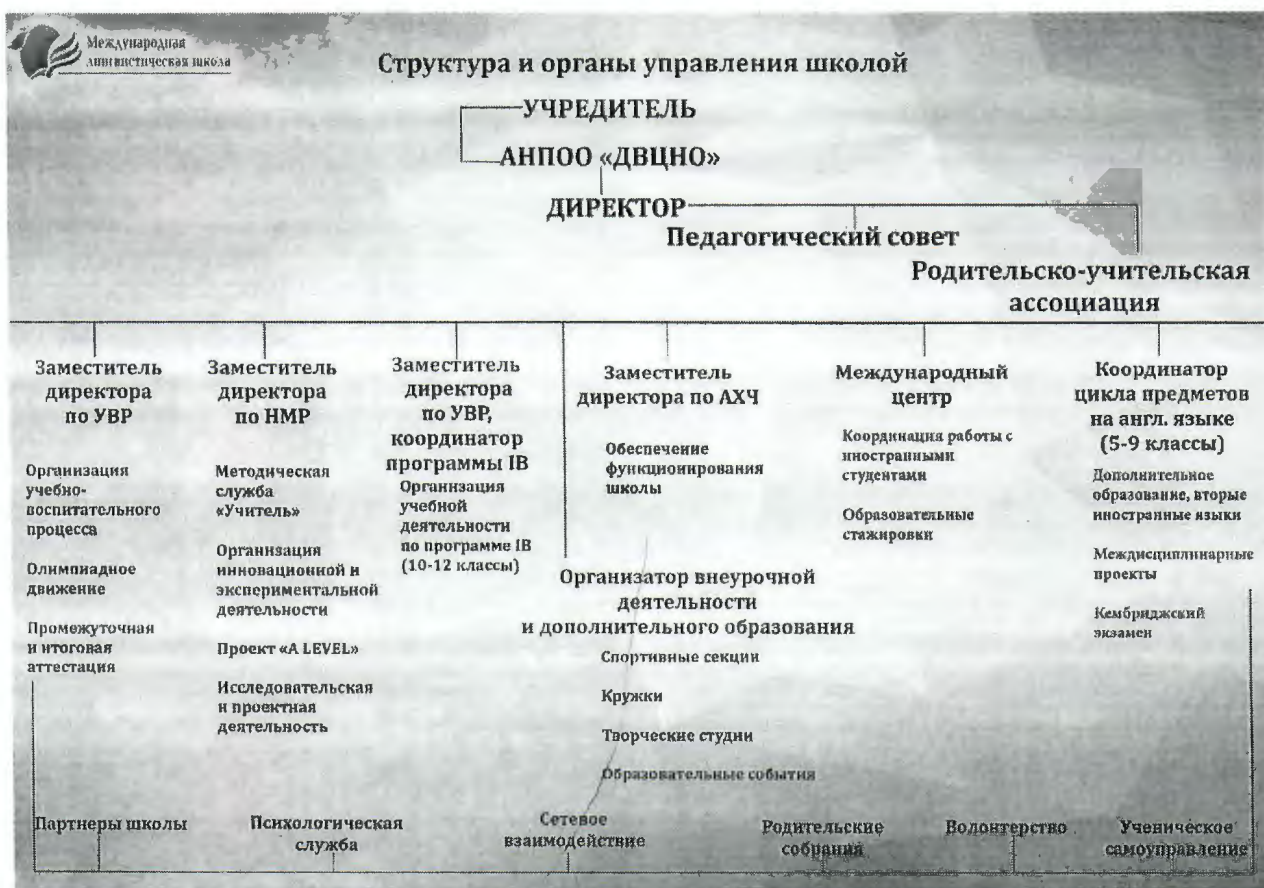 Международная
лингвистическая школа
Структура и органы управления школой
УЧРЕДИТЕЛЬ
АНПОО «ДВЦНО»
ДИРЕКТОР
Педагогический совет
Родительско-учительская
ассоциация
Заместитель
директора
по УВР
Организация
учебно-
воспитательного
процесса
Олимпиадное
движение
Промежуточная
и итоговая
аттестация
Заместитель
директора
по НМР
Методическая
служба
«Учитель»
Организация
инновационной и
экспериментальной
деятельности
Проект «A LEVEL»
Исследовательская
и проектная
деятельность
Заместитель
директора
по УВР,
координатор
программы IB
Организация
учебной
деятельности
по программе IB
(10-12 классы)
Заместитель
директора по АХЧ
Обеспечение
функционирования
школы
Организатор внеурочной
деятельности
и дополнительного образования
Спортивные секции
Кружки
Творческие студии
Образовательные события
Международный
центр
Координация работы с
иностранными
студентами
Образовательные
стажировки
Координатор
цикла предметов
на англ. языке
(5-9 классы)
Дополнительное
образование, вторые
иностранные языки
Междисциплинарные
проекты
Кембриджский
экзамен
Партнеры школы
Психологическая
служба
Сетевое
взаимодействие
Родительские
собрания
Волонтерство
Ученическое
самоуправление